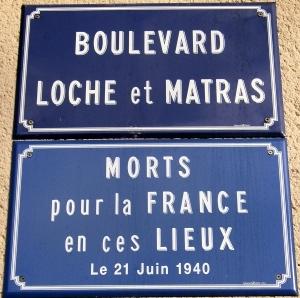 BOULEVARD
LOCHE et MATRAS
MORTS
pour la FRANCE
en ces LIEUX
Le 21 Juin 1940